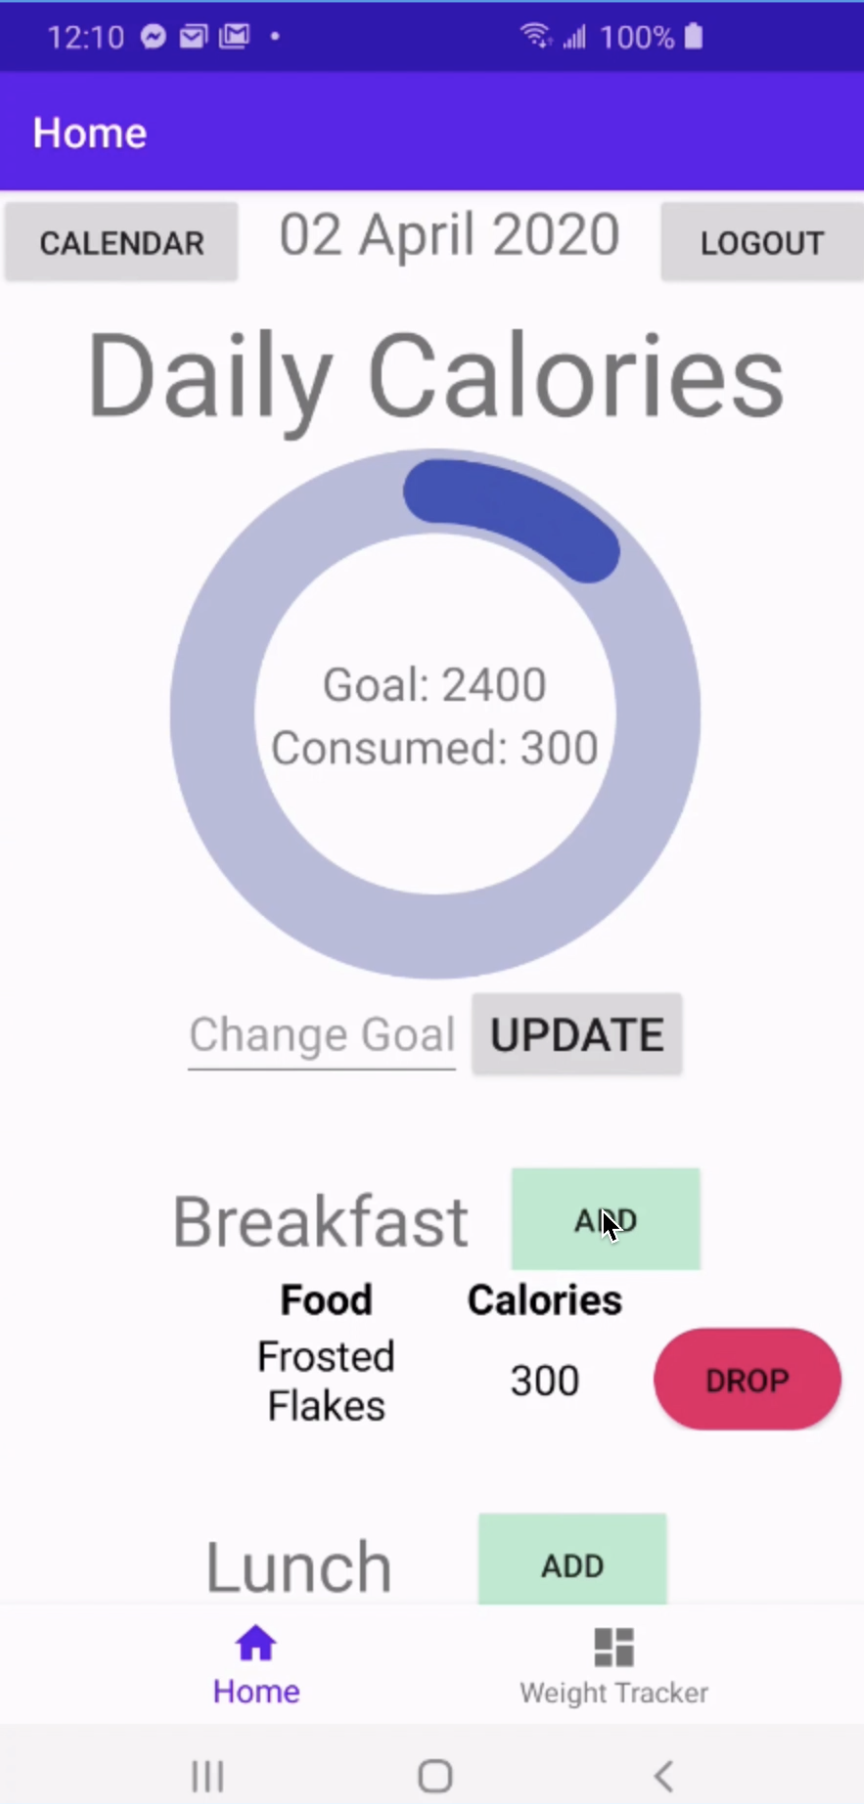 12:10 100%
Home
CALENDAR 02 April 2020 LOGOUT
Daily Calories
Goal: 2400
Consumed: 300
Change Goal UPDATE
Breakfast ADD
Food Calories
Frosted
Flakes 300 DROP
Lunch ADD
Home Weight Tracker